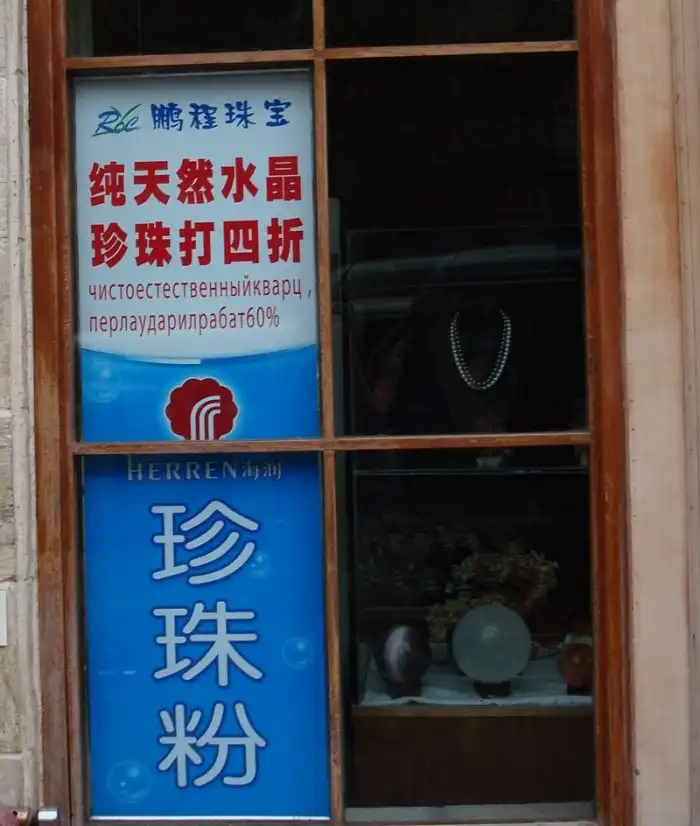 Roc 鹏程珠宝
纯天然水晶
珍珠打四折
чистоестественныйкварц ,
перлаударилрабат60%
HERREN海润
珍
珠
粉